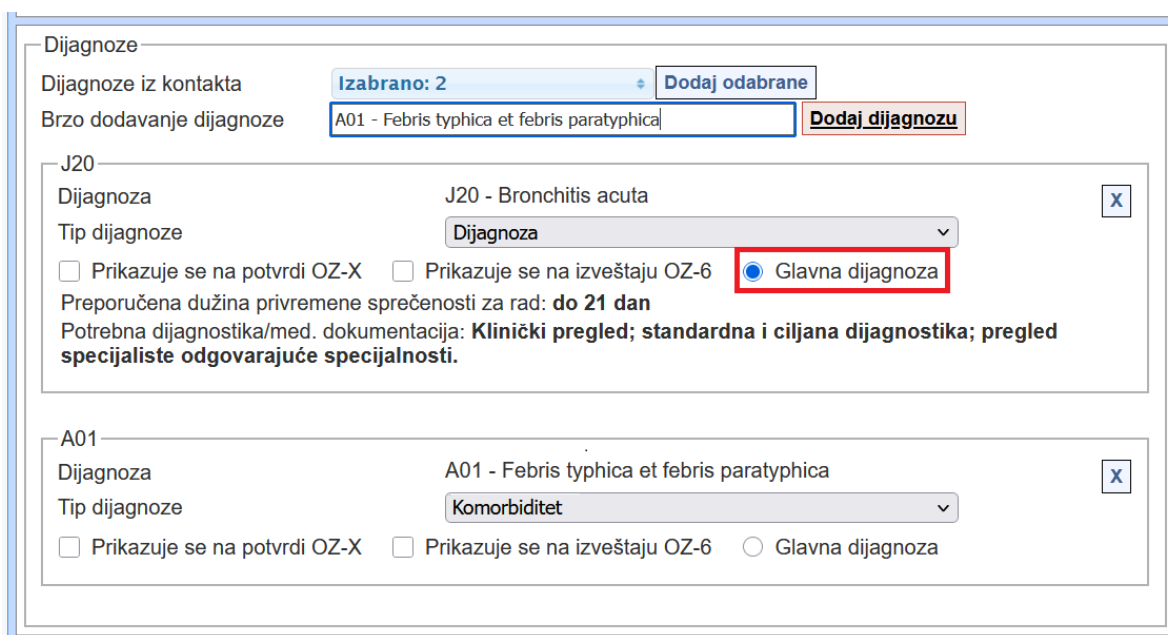 Dijagnoze
Dijagnoze iz kontakta Izabrano: 2 Dodaj odabrane
Brzo dodavanje dijagnoze A01 - Febris typhica et febris paratyphica Dodaj dijagnozu
J20
Dijagnoza J20 - Bronchitis acuta X
Tip dijagnoze Dijagnoza
Prikazuje se na potvrdi OZ-X Prikazuje se na izveštaju OZ-6 Glavna dijagnoza
Preporučena dužina privremene sprečenosti za rad: do 21 dan
Potrebna dijagnostika/med. dokumentacija: Klinički pregled; standardna i ciljana dijagnostika; pregled
specijaliste odgovarajuće specijalnosti.
A01
Dijagnoza A01 - Febris typhica et febris paratyphica X
Tip dijagnoze Komorbiditet
Prikazuje se na potvrdi OZ-X Prikazuje se na izveštaju OZ-6 Glavna dijagnoza